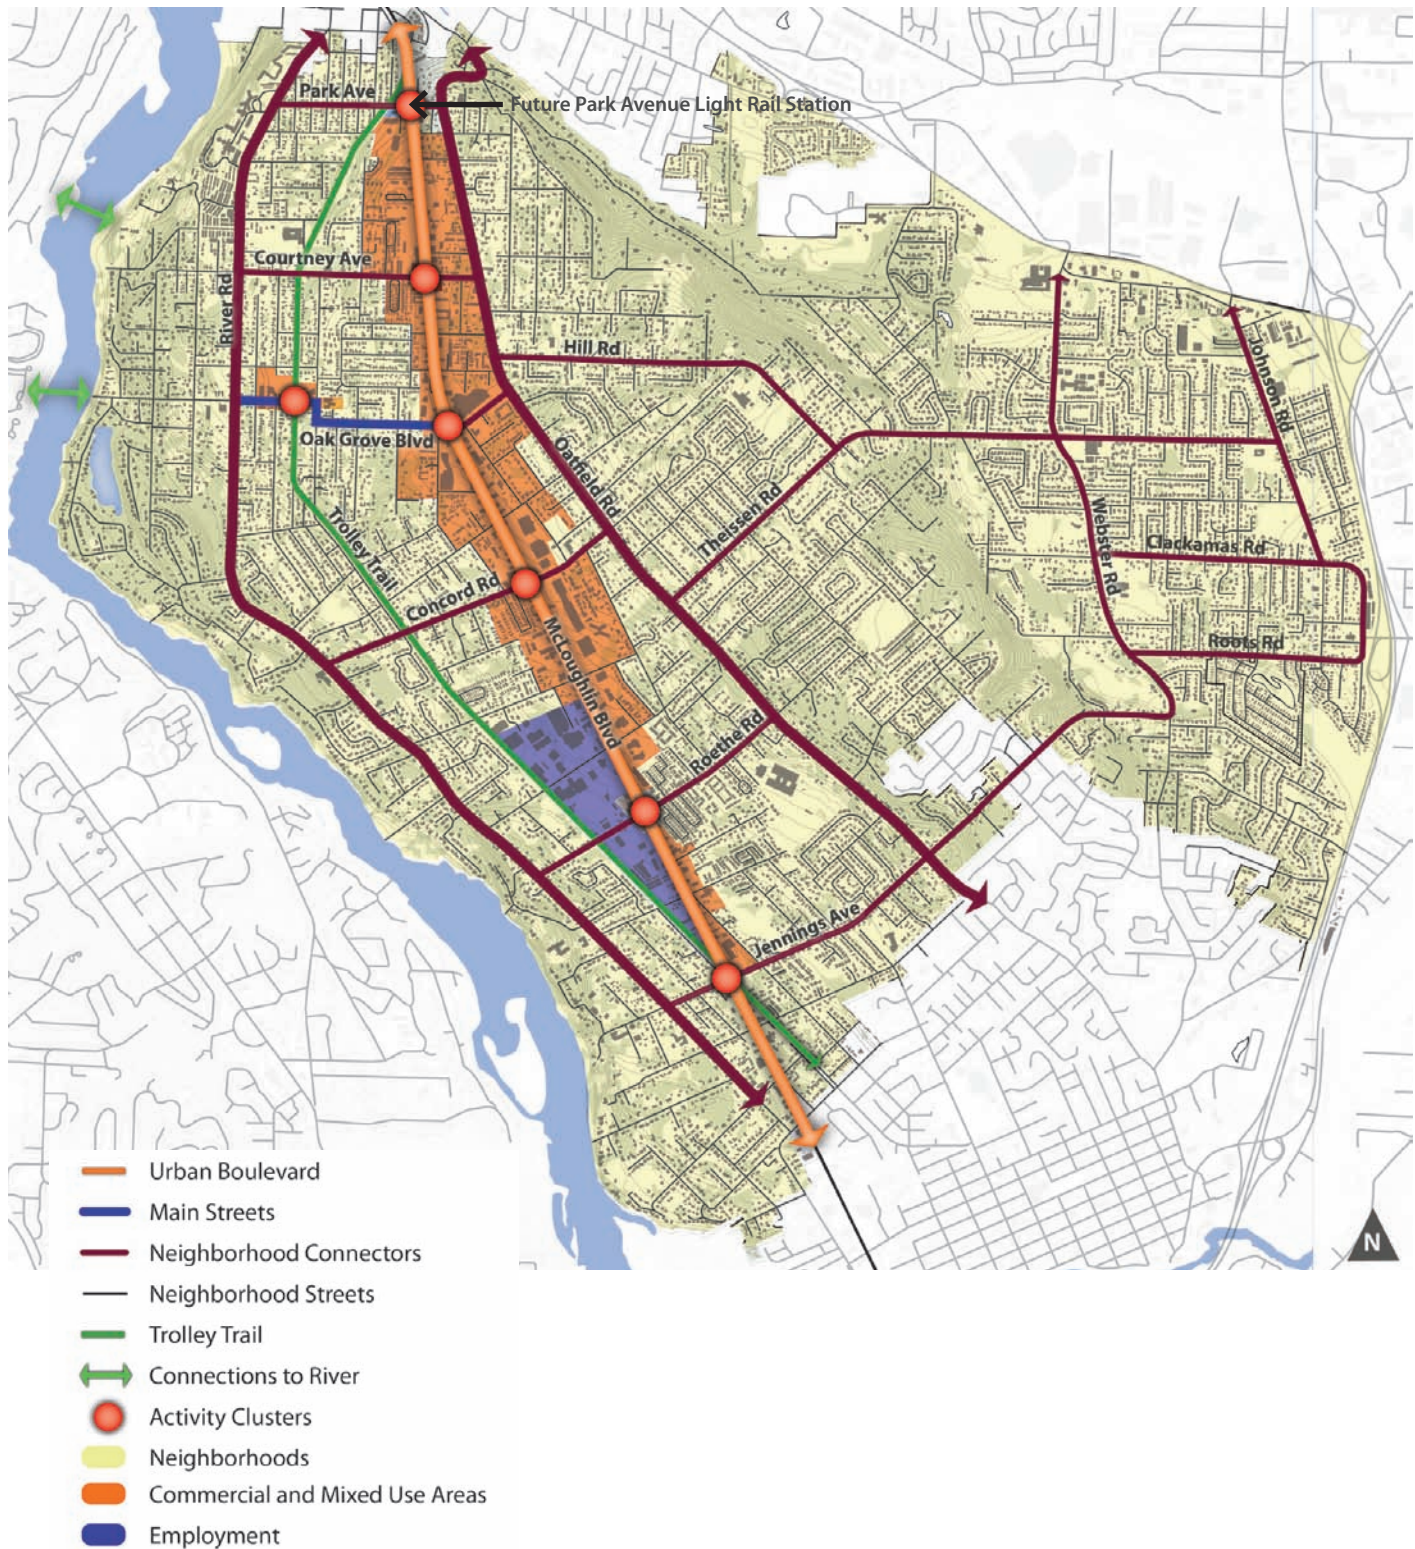 Park Ave
Future Park Avenue Light Rail Station
Courtney Ave
River Rd
Hill Rd
Johnson Rd
Oak Grove Blvd
Oatfield Rd
Trolley Trail
Theissen Rd
Webster Rd
Clackamas Rd
Concord Rd
McLoughlin Blvd
Roots Rd
Roethe Rd
Jennings Ave
N
Urban Boulevard
Main Streets
Neighborhood Connectors
Neighborhood Streets
Trolley Trail
Connections to River
Activity Clusters
Neighborhoods
Commercial and Mixed Use Areas
Employment